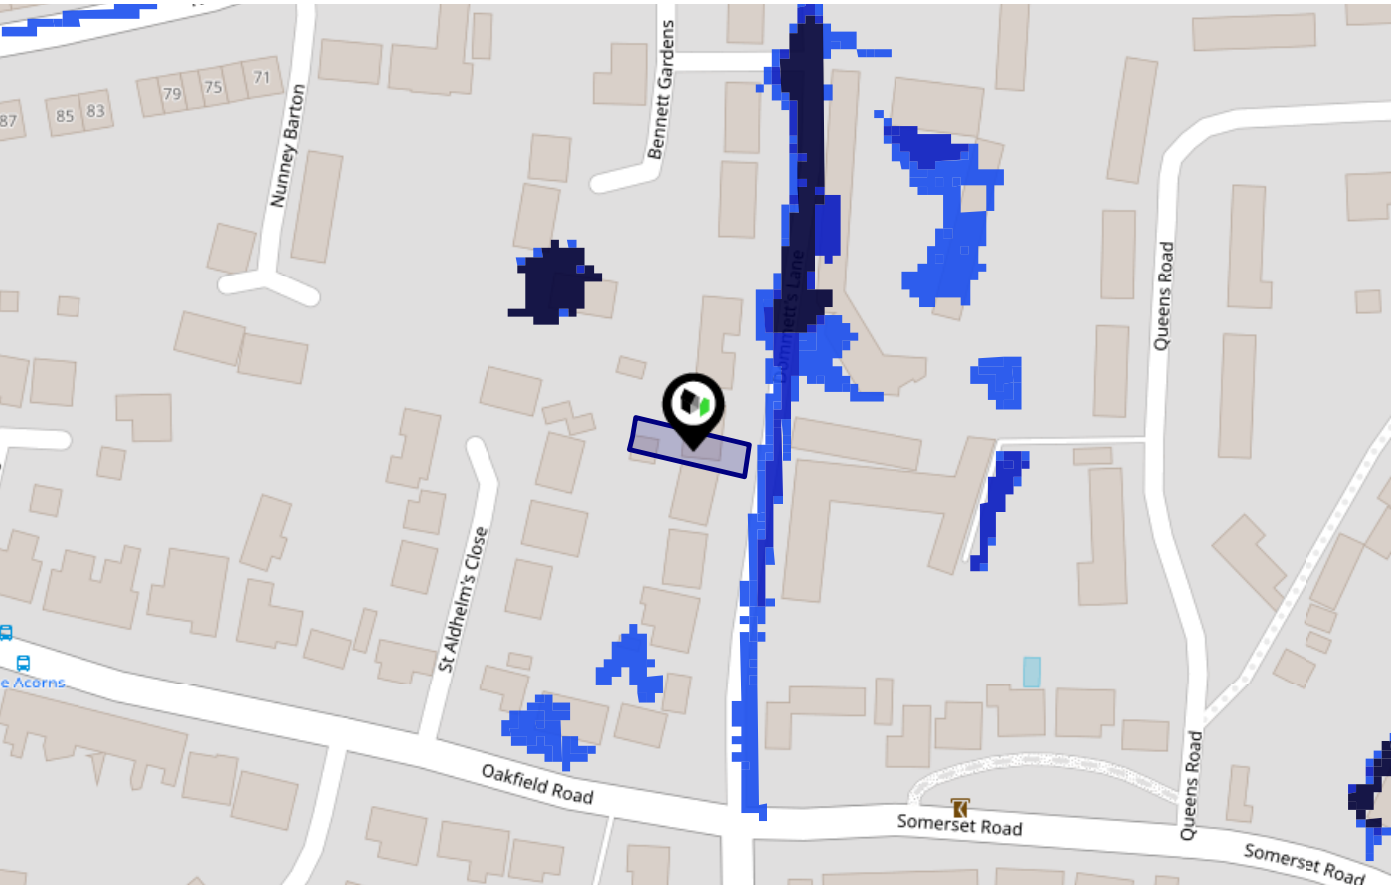 71
79
75
85
83
87
Nunney Barton
Bennett Gardens
Queens Road
St Aldhelm's Close
e Acorns
Oakfield Road
Somerset Road
Queens Road
Somerset Road